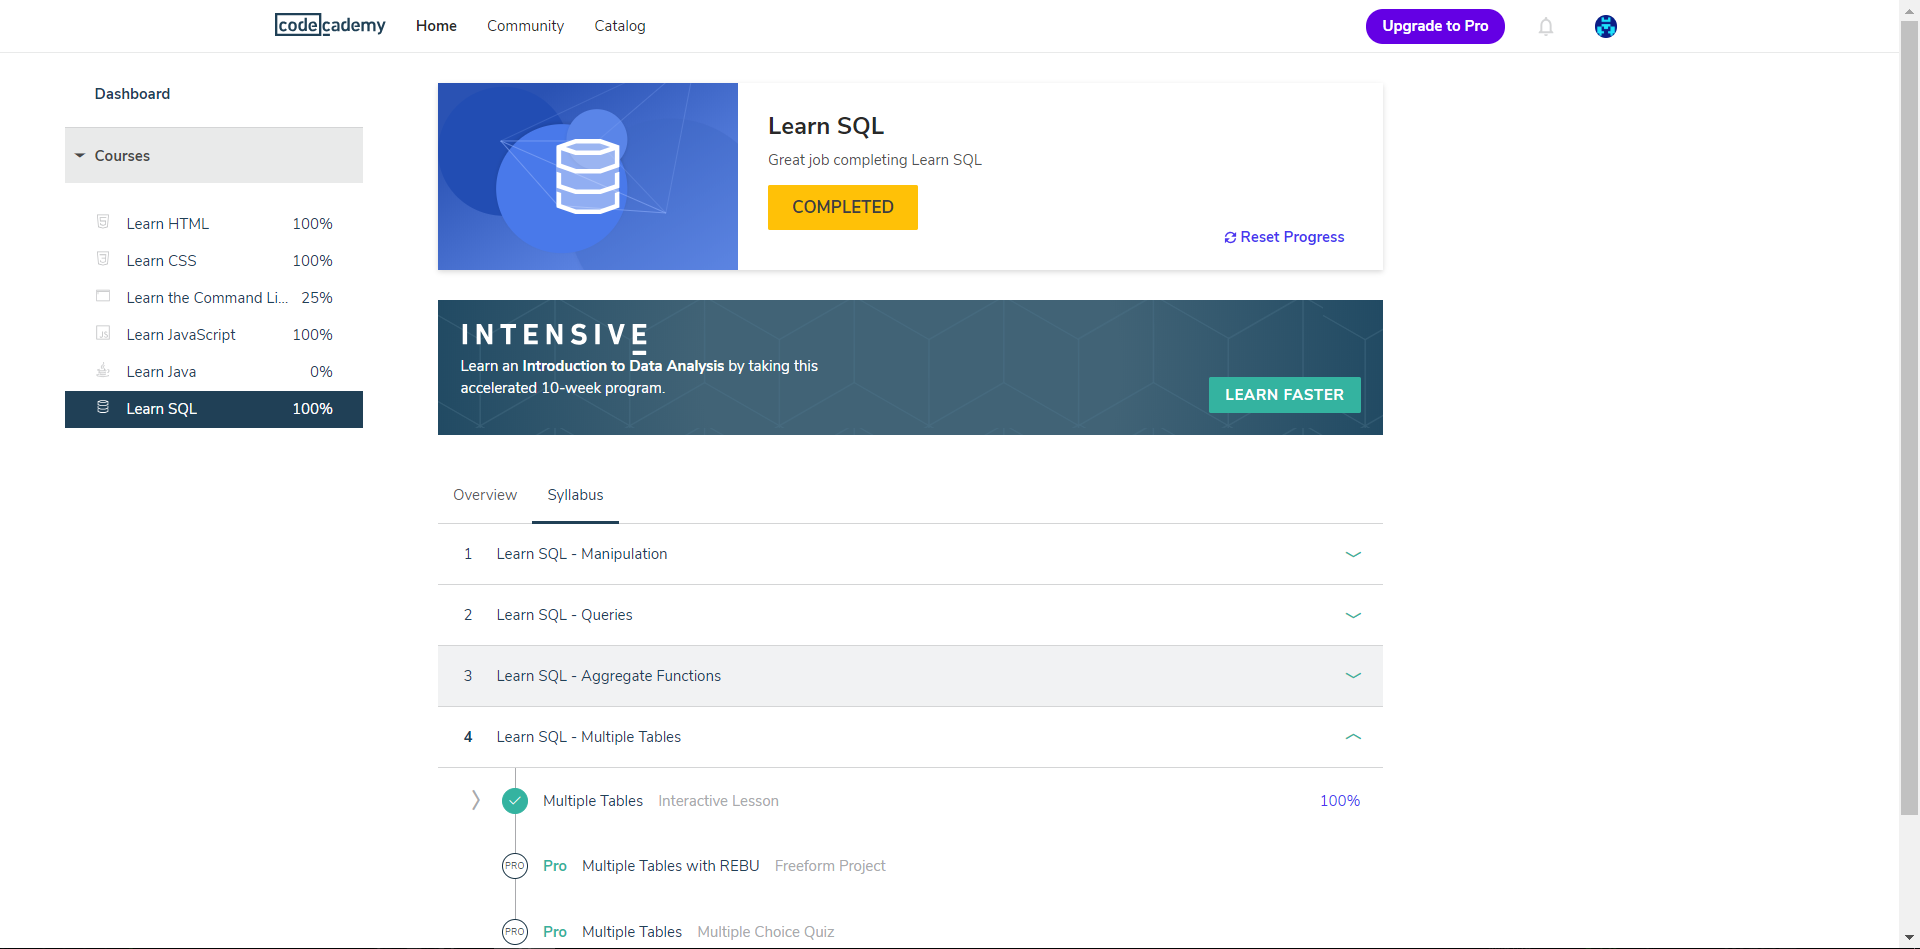 codecademy
Home
Community
Catalog
Upgrade to Pro
Dashboard
Courses
Learn HTML 100%
Learn CSS 100%
Learn the Command Li... 25%
Learn JavaScript 100%
Learn Java 0%
Learn SQL 100%
Learn SQL
Great job completing Learn SQL
COMPLETED
Reset Progress
INTENSIVE
Learn an Introduction to Data Analysis by taking this
accelerated 10-week program.
LEARN FASTER
Overview
Syllabus
1 Learn SQL - Manipulation
2 Learn SQL - Queries
3 Learn SQL - Aggregate Functions
4 Learn SQL - Multiple Tables
Multiple Tables Interactive Lesson 100%
PRO Pro Multiple Tables with REBU Freeform Project
PRO Pro Multiple Tables Multiple Choice Quiz